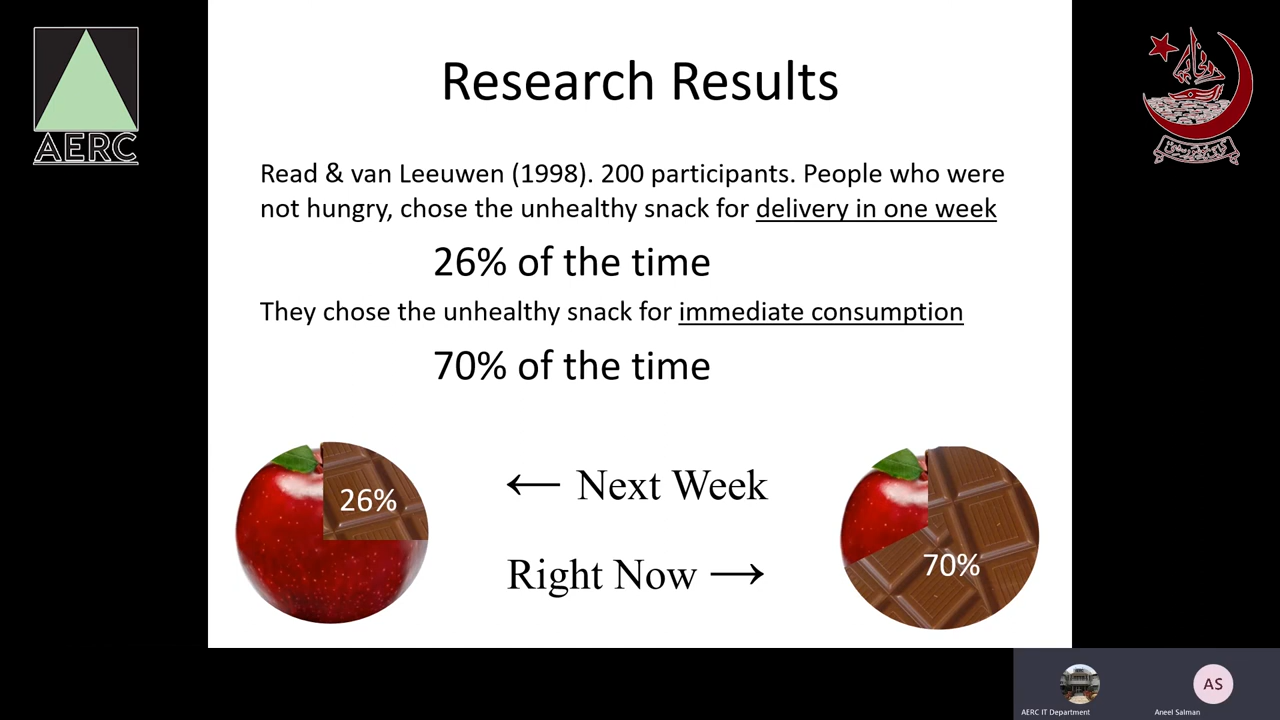 AERC
Research Results
Read & van Leeuwen (1998). 200 participants. People who were
not hungry, chose the unhealthy snack for delivery in one week
26% of the time
They chose the unhealthy snack for immediate consumption
70% of the time
26%
← Next Week
Right Now →
70%
AS
AERC IT Department
Aneel Salman